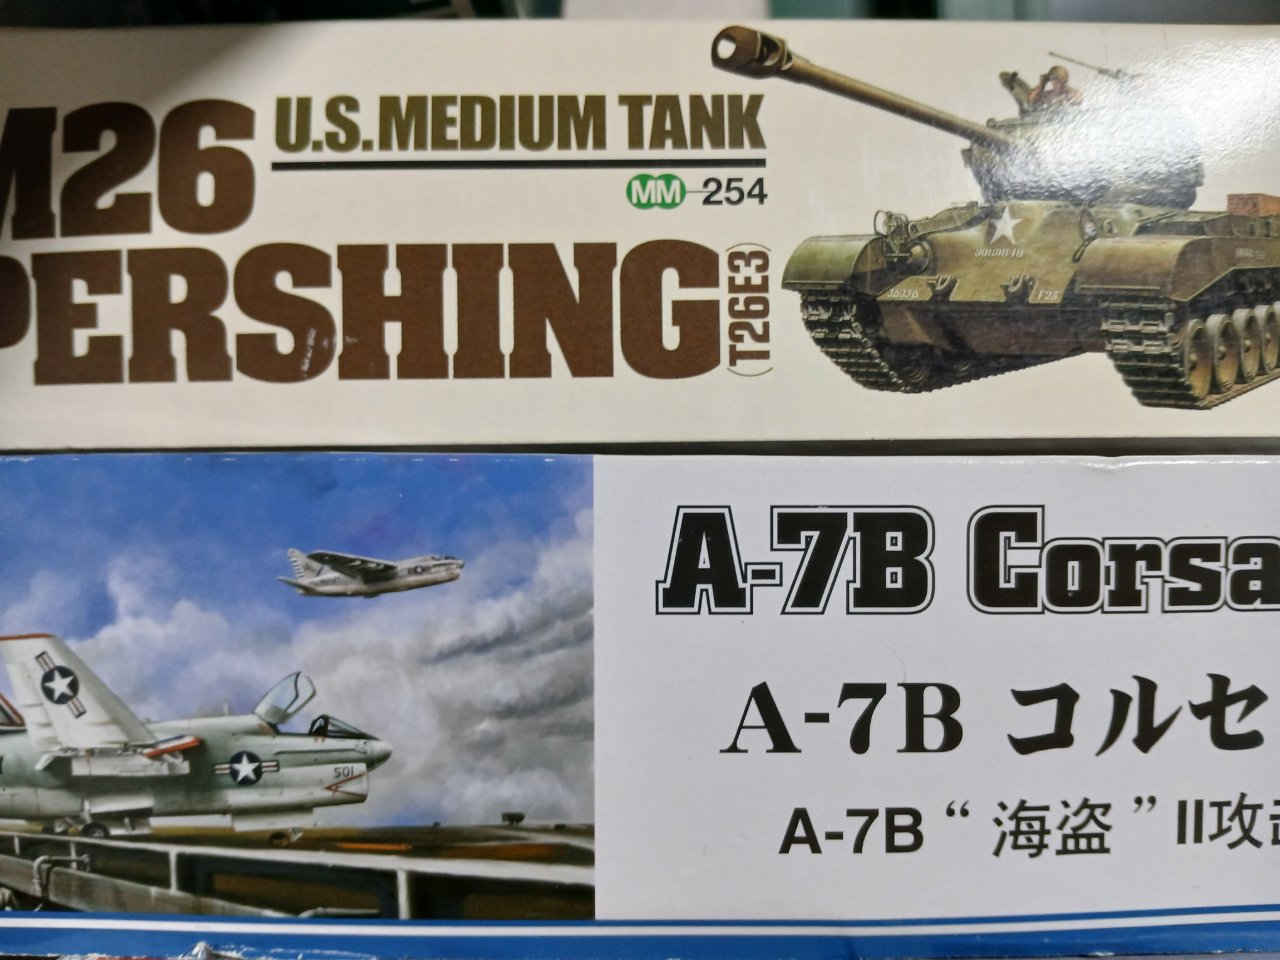 M26
U.S. MEDIUM TANK
MM 254
PERSHING
(T26E3)
A-7B Corsa
501
A-7B コルセ
A-7B “海盗” II攻